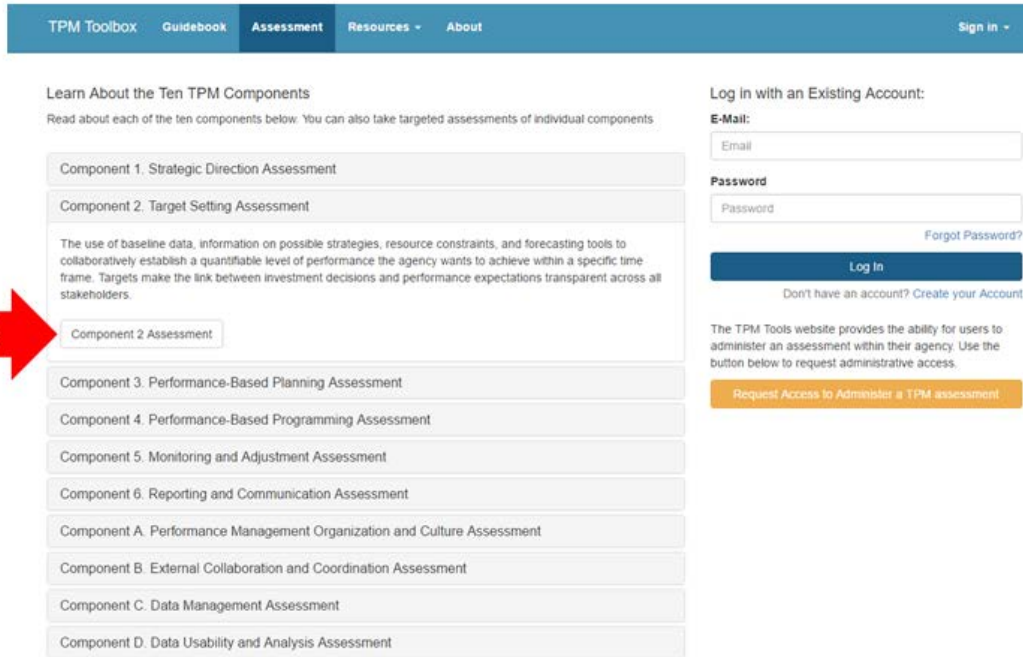 TPM Toolbox Guidebook Assessment Resources About Sign in
Learn About the Ten TPM Components
Read about each of the ten components below. You can also take targeted assessments of individual components
Component 1. Strategic Direction Assessment
Component 2. Target Setting Assessment
The use of baseline data, information on possible strategies, resource constraints, and forecasting tools to
collaboratively establish a quantifiable level of performance the agency wants to achieve within a specific time
frame. Targets make the link between investment decisions and performance expectations transparent across all
stakeholders.
Component 2 Assessment
Component 3. Performance-Based Planning Assessment
Component 4. Performance-Based Programming Assessment
Component 5. Monitoring and Adjustment Assessment
Component 6. Reporting and Communication Assessment
Component A. Performance Management Organization and Culture Assessment
Component B. External Collaboration and Coordination Assessment
Component C. Data Management Assessment
Component D. Data Usability and Analysis Assessment
Log in with an Existing Account:
E-Mail:
Email
Password
Password
Forgot Password?
Log In
Don't have an account? Create your Account
The TPM Tools website provides the ability for users to
administer an assessment within their agency. Use the
button below to request administrative access.
Request Access to Administer a TPM assessment